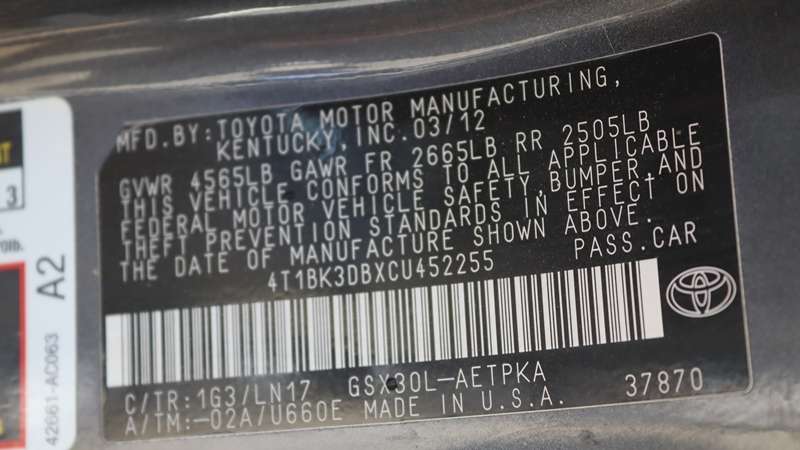 MFD.BY:TOYOTA MOTOR MANUFACTURING,
KENTUCKY,INC.03/12
GVWR 4565LB GAWR FR 2665LB RR 2505LB
THIS VEHICLE CONFORMS TO ALL APPLICABLE
FEDERAL MOTOR VEHICLE SAFETY,BUMPER,AND
THEFT PREVENTION STANDARDS IN EFFECT ON
THE DATE OF MANUFACTURE SHOWN ABOVE.
4T1BK3DBXCU452255 PASS.CAR
C/TR:1G3/LN17 GSX30L-AETPKA 37870
A/TM:-02A/U660E MADE IN U.S.A.
3
A2
42661-AC063